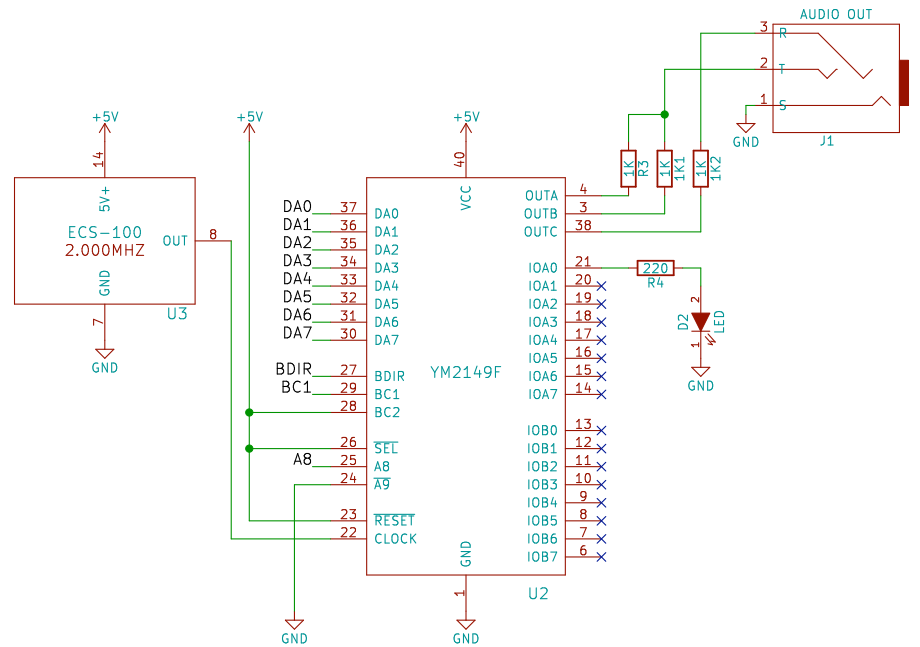 AUDIO OUT
3 R
2 T
1 S
GND
J1
+5V
+5V
+5V
14
5V+
ECS-100
2.000MHZ
OUT 8
GND
U3
7
GND
40
VCC
1K R3
1K 1K1
1K 1K2
OUTA 4
OUTB 3
OUTC 38
DA0 37 DA0
DA1 36 DA1
DA2 35 DA2
DA3 34 DA3
DA4 33 DA4
DA5 32 DA5
DA6 31 DA6
DA7 30 DA7
BDIR 27 BDIR
BC1 29 BC1
28 BC2
26 SEL
A8 25 A8
24 A9
23 RESET
22 CLOCK
YM2149F
IOA0 21
IOA1 20
IOA2 19
IOA3 18
IOA4 17
IOA5 16
IOA6 15
IOA7 14
IOB0 13
IOB1 12
IOB2 11
IOB3 10
IOB4 9
IOB5 8
IOB6 7
IOB7 6
220
R4
2
D2 LED
1
GND
GND
1
U2
GND
GND